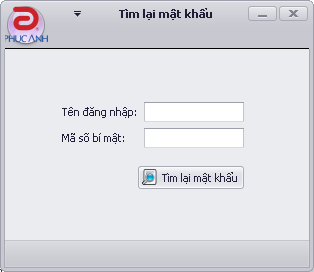 Tìm lại mật khẩu
PHUCANH
Tên đăng nhập:
Mã số bí mật:
Tìm lại mật khẩu